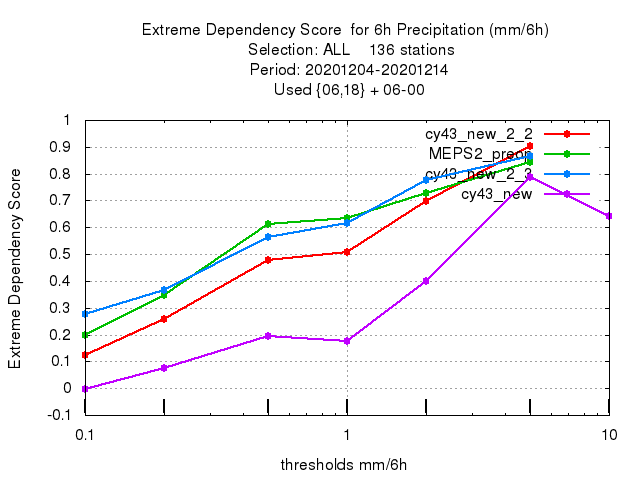 Extreme Dependency Score  for 6h Precipitation (mm/6h)
Selection: ALL    136 stations
Period: 20201204-20201214
Used {06,18} + 06-00
Extreme Dependency Score
1
0.9
0.8
0.7
0.6
0.5
0.4
0.3
0.2
0.1
0
-0.1
cy43_new_2_2
MEPS2_preop
cy43_new_2_3
cy43_new
0.1
1
10
thresholds mm/6h